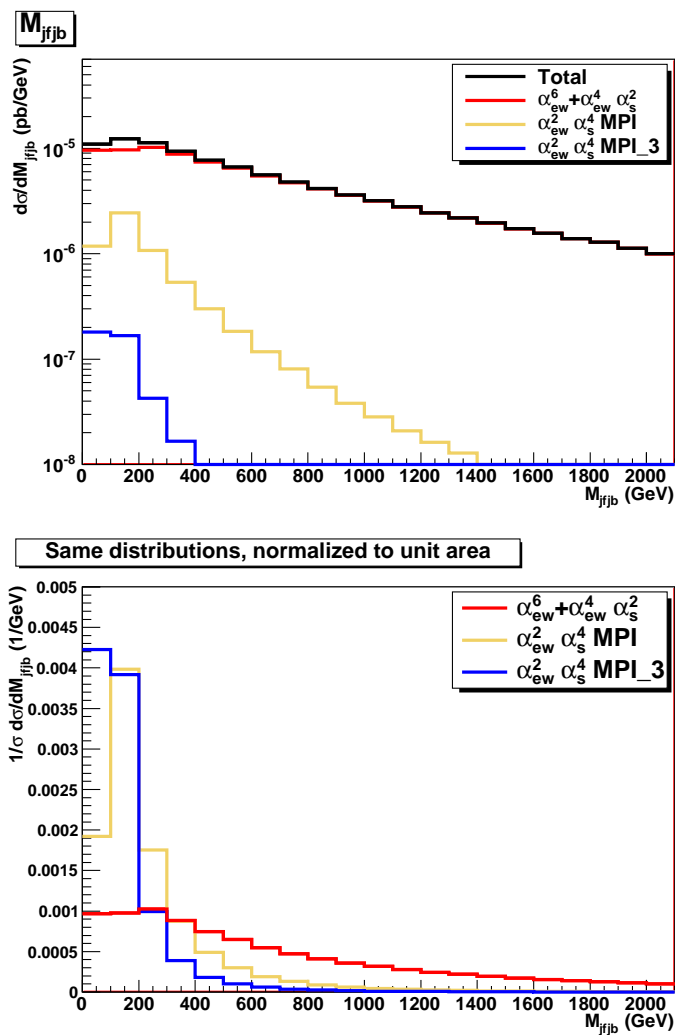 M_jfjb
dσ/dM_jfjb (pb/GeV)
Total
α_ew^6+α_ew^4 α_s^2
α_ew^2 α_s^4 MPI
α_ew^2 α_s^4 MPI_3
10^-5
10^-6
10^-7
10^-8
0 200 400 600 800 1000 1200 1400 1600 1800 2000
M_jfjb (GeV)
Same distributions, normalized to unit area
1/σ dσ/dM_jfjb (1/GeV)
α_ew^6+α_ew^4 α_s^2
α_ew^2 α_s^4 MPI
α_ew^2 α_s^4 MPI_3
0.005
0.0045
0.004
0.0035
0.003
0.0025
0.002
0.0015
0.001
0.0005
0
0 200 400 600 800 1000 1200 1400 1600 1800 2000
M_jfjb (GeV)